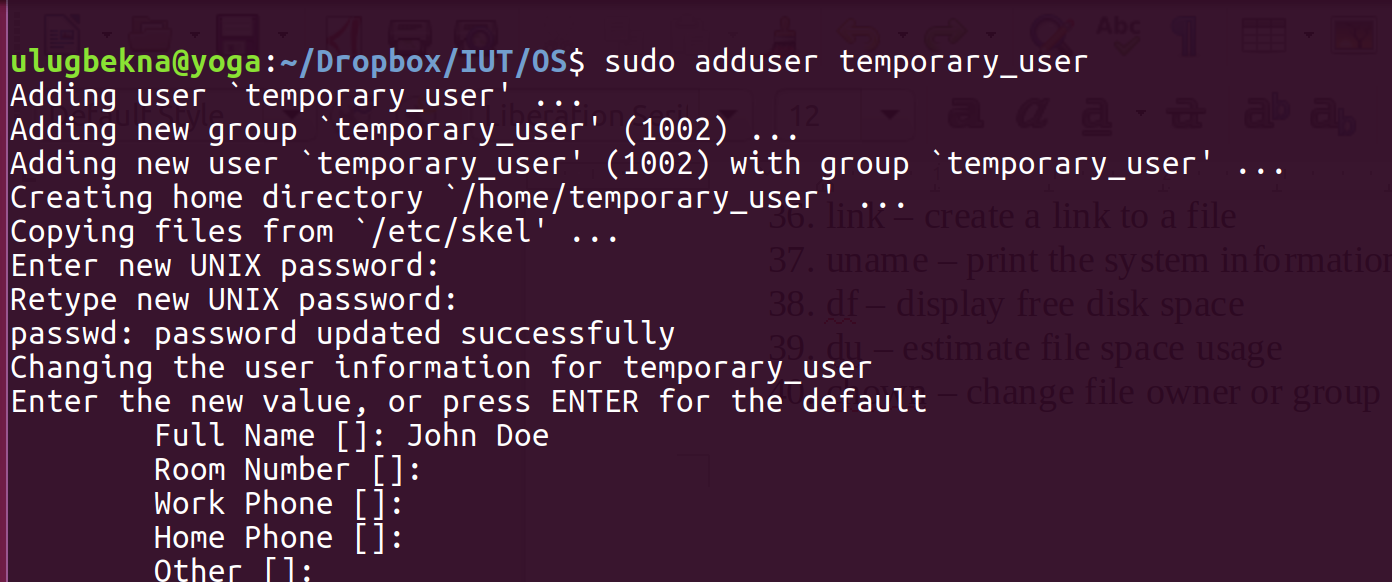 ulugbekna@yoga:~/Dropbox/IUT/OS$ sudo adduser temporary_user
Adding user `temporary_user' ...
Adding new group `temporary_user' (1002) ...
Adding new user `temporary_user' (1002) with group `temporary_user' ...
Creating home directory `/home/temporary_user' ...
Copying files from `/etc/skel' ...
Enter new UNIX password:
Retype new UNIX password:
passwd: password updated successfully
Changing the user information for temporary_user
Enter the new value, or press ENTER for the default
Full Name []: John Doe
Room Number []:
Work Phone []:
Home Phone []:
Other []:
Abc
12
36. link – create a link to a file
37. uname – print the system information
38. df – display free disk space
39. du – estimate file space usage
– change file owner or group